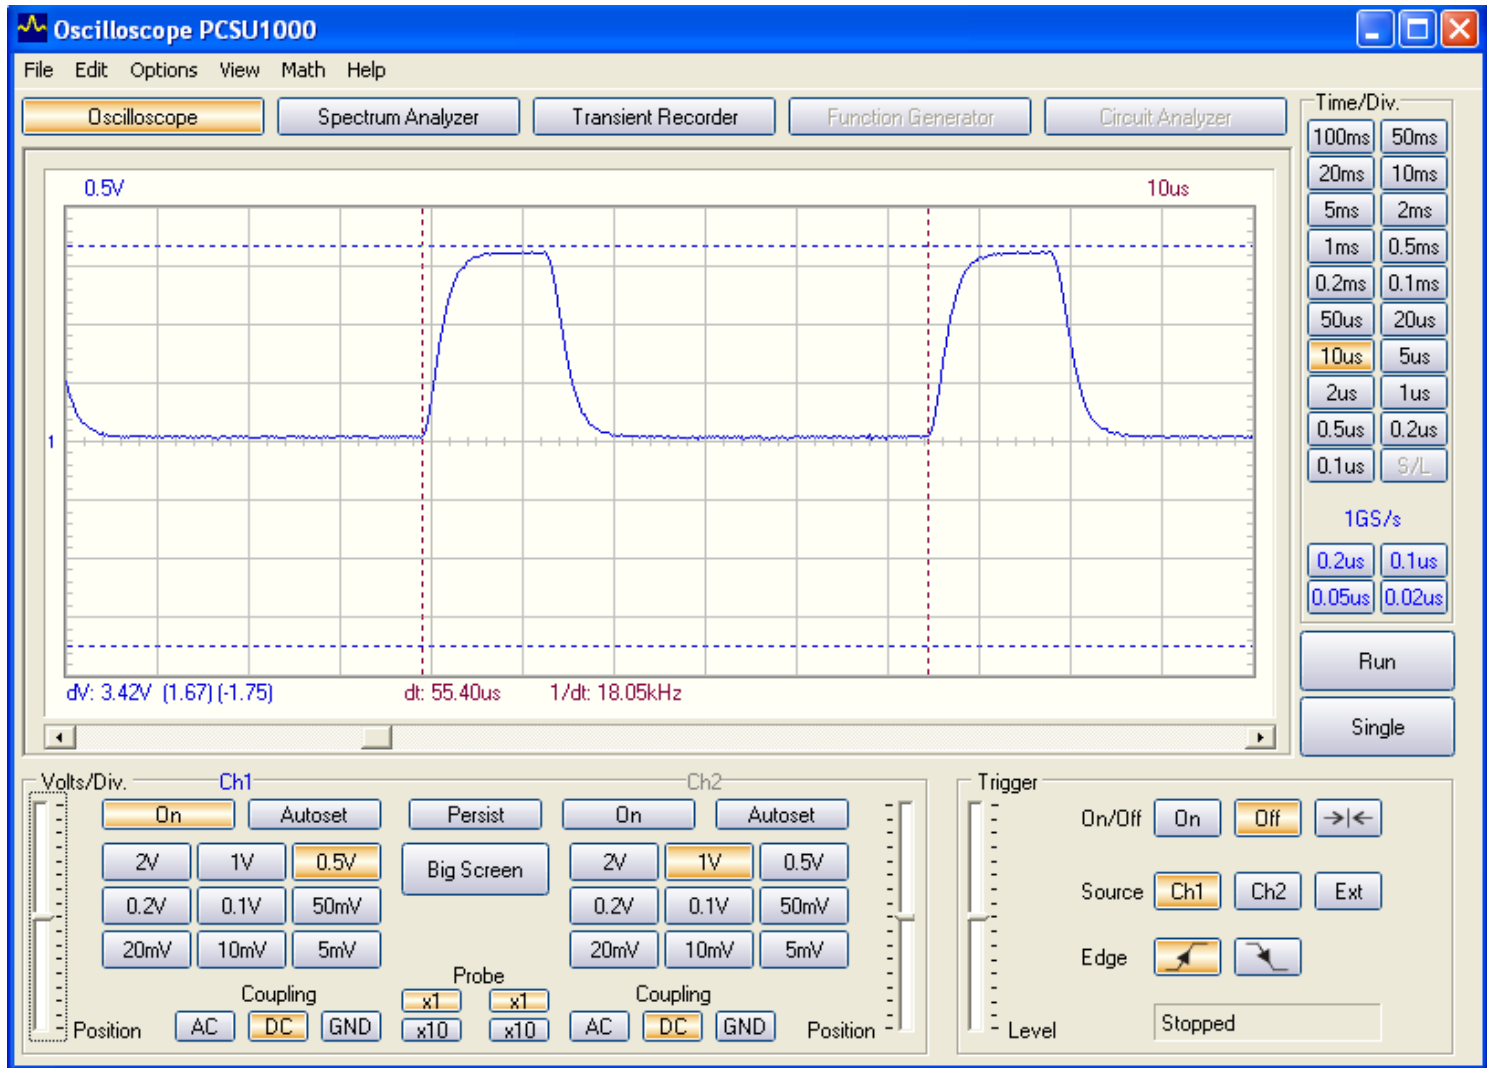 Oscilloscope PCSU1000
File Edit Options View Math Help
Oscilloscope Spectrum Analyzer Transient Recorder Function Generator Circuit Analyzer
0.5V 10us
1
dV: 3.42V (1.67) (-1.75) dt: 55.40us 1/dt: 18.05kHz
Time/Div.
100ms 50ms
20ms 10ms
5ms 2ms
1ms 0.5ms
0.2ms 0.1ms
50us 20us
10us 5us
2us 1us
0.5us 0.2us
0.1us S/L
1GS/s
0.2us 0.1us
0.05us 0.02us
Run
Single
Volts/Div. Ch1 Ch2
On Autoset Persist On Autoset
2V 1V 0.5V Big Screen 2V 1V 0.5V
0.2V 0.1V 50mV 0.2V 0.1V 50mV
20mV 10mV 5mV 20mV 10mV 5mV
Coupling Probe Coupling
x1 x1
Position AC DC GND x10 x10 AC DC GND Position
Trigger
On/Off On Off
Source Ch1 Ch2 Ext
Edge
Level Stopped